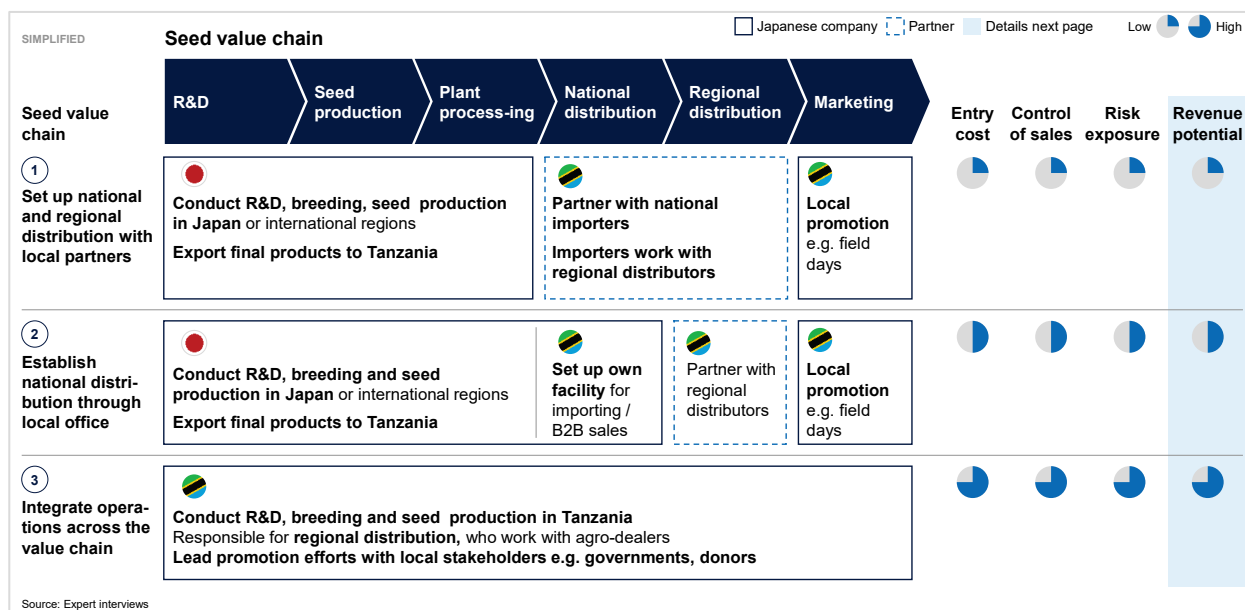 SIMPLIFIED
Seed value chain
Japanese company
Partner
Details next page
Low
High
Seed value
chain
R&D
Seed
production
Plant
process-ing
National
distribution
Regional
distribution
Marketing
Entry
cost
Control
of sales
Risk
exposure
Revenue
potential
1
Set up national
and regional
distribution with
local partners
Conduct R&D, breeding, seed production
in Japan or international regions
Export final products to Tanzania
Partner with national
importers
Importers work with
regional distributors
Local
promotion
e.g. field
days
2
Establish
national distri-
bution through
local office
Conduct R&D, breeding and seed
production in Japan or international regions
Export final products to Tanzania
Set up own
facility for
importing /
B2B sales
Partner with
regional
distributors
Local
promotion
e.g. field
days
3
Integrate opera-
tions across the
value chain
Conduct R&D, breeding and seed production in Tanzania
Responsible for regional distribution, who work with agro-dealers
Lead promotion efforts with local stakeholders e.g. governments, donors
Source: Expert interviews